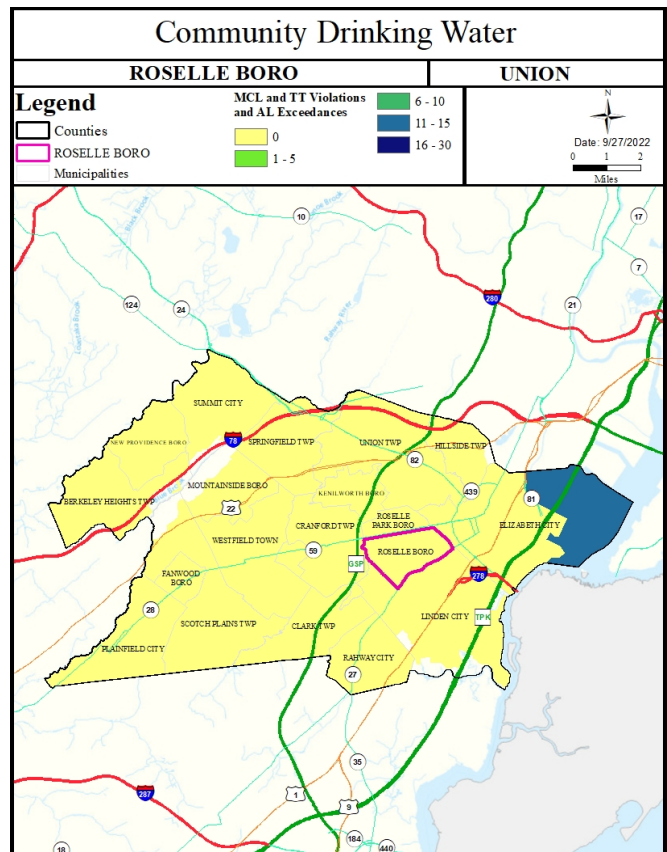 Community Drinking Water
ROSELLE BORO
UNION
Legend
Counties
ROSELLE BORO
Municipalities
MCL and TT Violations
and AL Exceedances
0
1 - 5
6 - 10
11 - 15
16 - 30
N
Date: 9/27/2022
0 1 2
Miles
10
17
7
280
21
124
24
Black Brook
Rahway River
SUMMIT CITY
NEW PROVIDENCE BORO
78
SPRINGFIELD TWP
UNION TWP
HILLSIDE TWP
82
MOUNTAINSIDE BORO
BERKELEY HEIGHTS TWP
KENILWORTH BORO
439
81
22
ROSELLE
PARK BORO
CRANFORD TWP
ELIZABETH CITY
WESTFIELD TOWN
59
ROSELLE BORO
GSP
278
FANWOOD
BORO
28
SCOTCH PLAINS TWP
CLARK TWP
LINDEN CITY
TPK
PLAINFIELD CITY
RAHWAY CITY
27
35
287
1
9
184
440
18